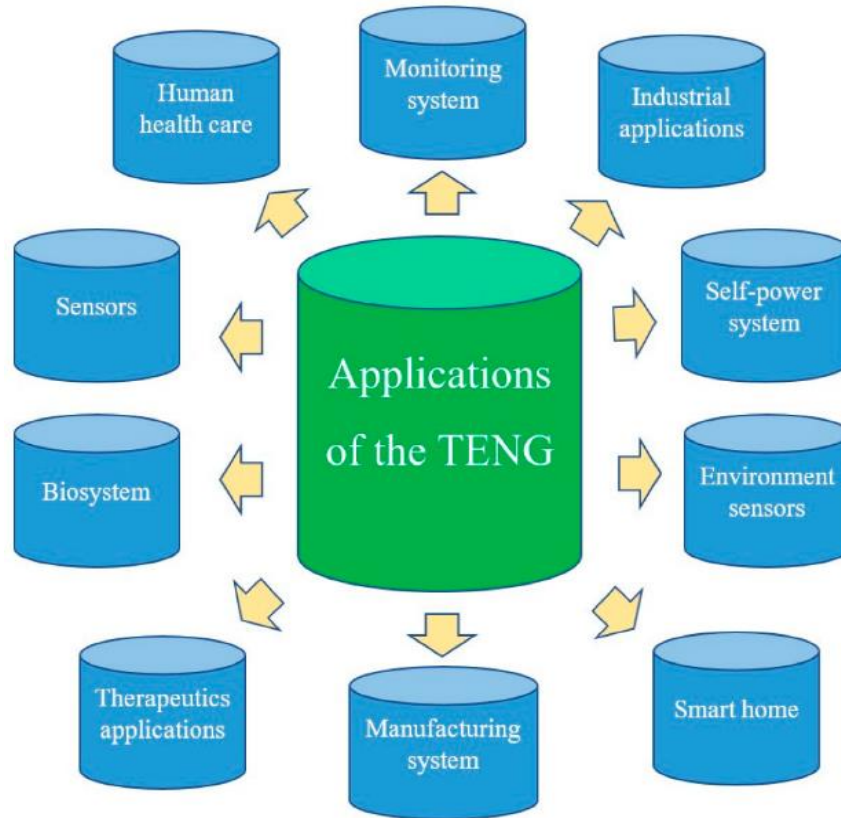 Monitoring
system
Human
health care
Industrial
applications
Sensors
Self-power
system
Applications
of the TENG
Biosystem
Environment
sensors
Therapeutics
applications
Manufacturing
system
Smart home